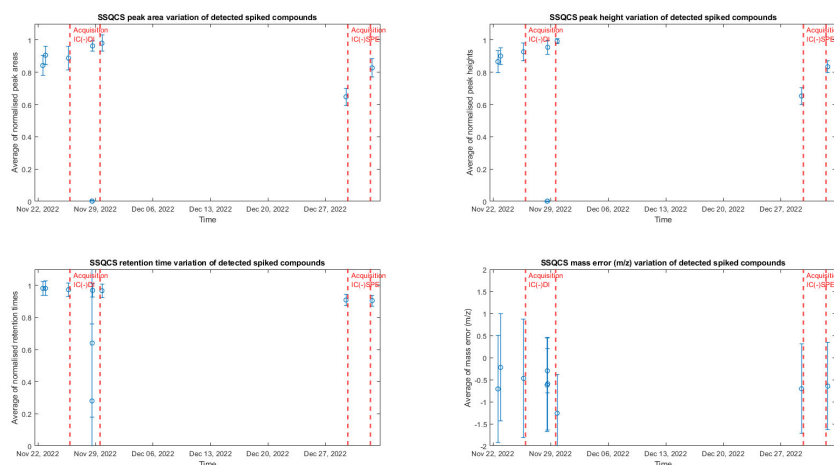 SSQCS peak area variation of detected spiked compounds
Acquisition
IC(-)DI
Acquisition
IC(-)SPE
1
0.8
0.6
0.4
0.2
0
Average of normalised peak areas
Nov 22, 2022 Nov 29, 2022 Dec 06, 2022 Dec 13, 2022 Dec 20, 2022 Dec 27, 2022
Time
SSQCS peak height variation of detected spiked compounds
Acquisition
IC(-)DI
Acquisition
IC(-)SPE
1
0.8
0.6
0.4
0.2
0
Average of normalised peak heights
Nov 22, 2022 Nov 29, 2022 Dec 06, 2022 Dec 13, 2022 Dec 20, 2022 Dec 27, 2022
Time
SSQCS retention time variation of detected spiked compounds
Acquisition
IC(-)DI
Acquisition
IC(-)SPE
1
0.8
0.6
0.4
0.2
0
Average of normalised retention times
Nov 22, 2022 Nov 29, 2022 Dec 06, 2022 Dec 13, 2022 Dec 20, 2022 Dec 27, 2022
Time
SSQCS mass error (m/z) variation of detected spiked compounds
Acquisition
IC(-)DI
Acquisition
IC(-)SPE
2
1.5
1
0.5
0
-0.5
-1
-1.5
-2
Average of mass error (m/z)
Nov 22, 2022 Nov 29, 2022 Dec 06, 2022 Dec 13, 2022 Dec 20, 2022 Dec 27, 2022
Time